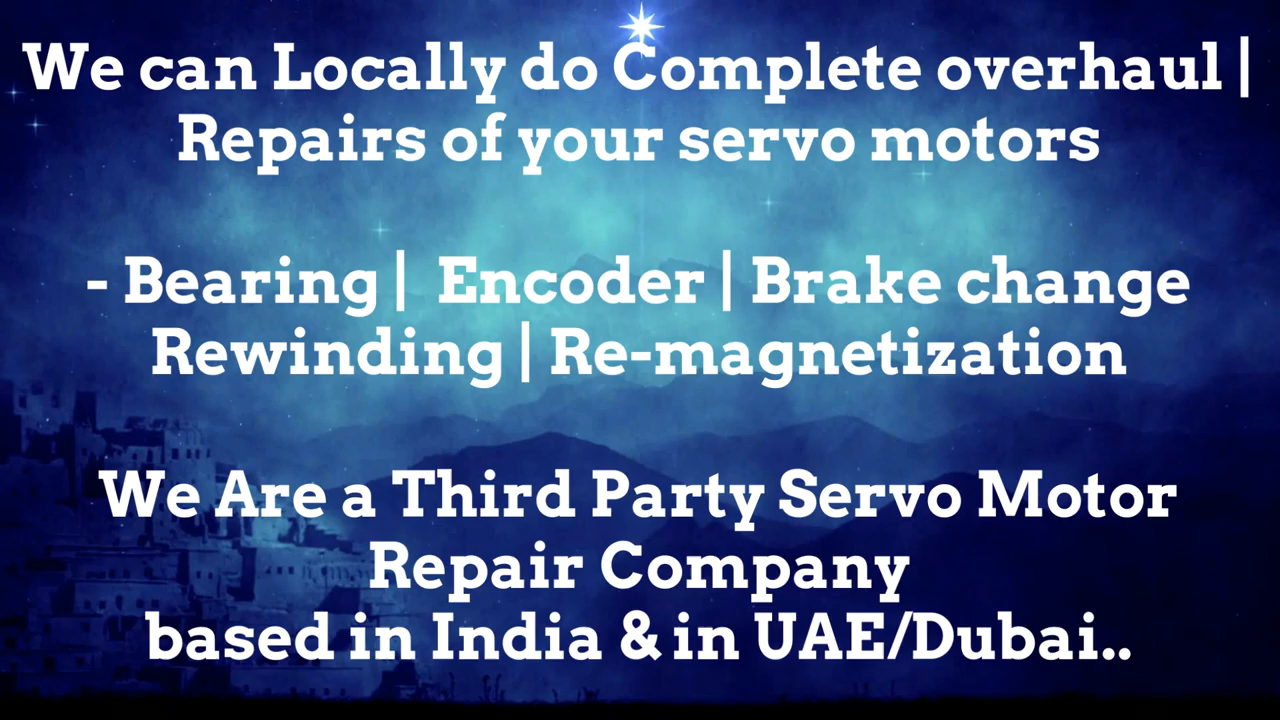 We can Locally do Complete overhaul |
Repairs of your servo motors
- Bearing | Encoder | Brake change
Rewinding | Re-magnetization
We Are a Third Party Servo Motor
Repair Company
based in India & in UAE/Dubai..